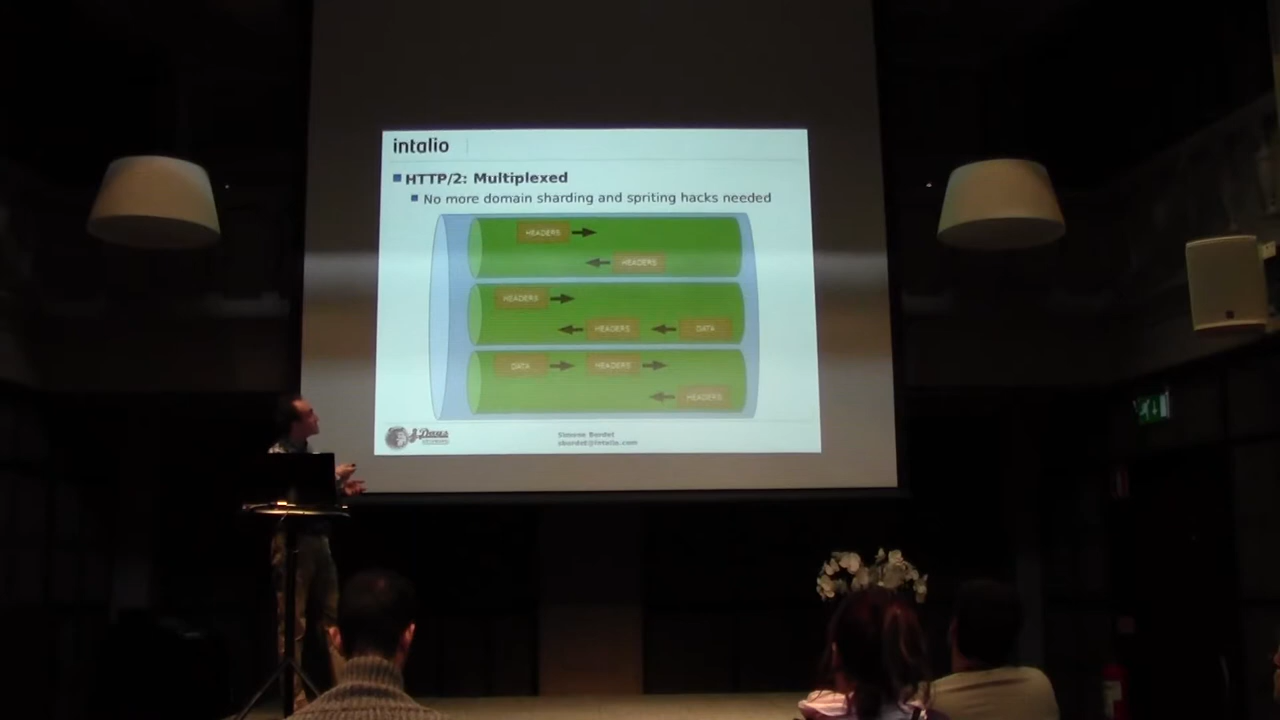 intalio
HTTP/2: Multiplexed
No more domain sharding and spriting hacks needed
HEADERS
HEADERS
HEADERS
HEADERS DATA
DATA HEADERS
HEADERS
Simone Bordet
sbordet@intalio.com